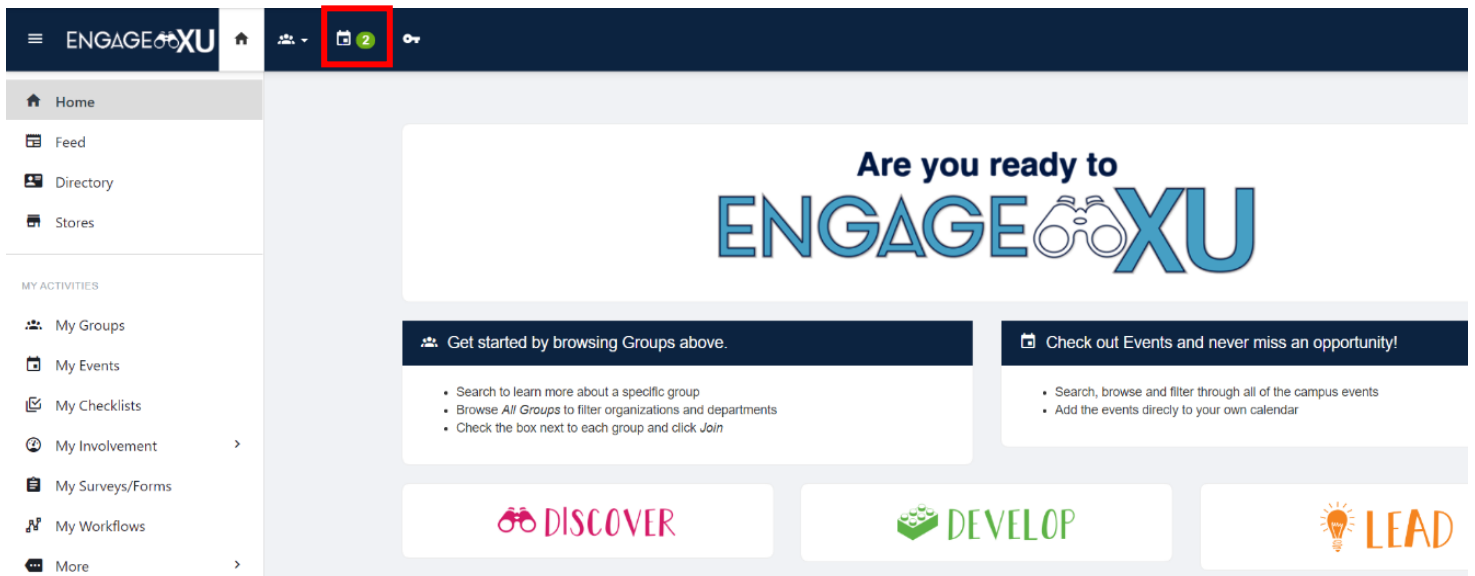 ENGAGE XU
2
Home
Feed
Directory
Stores
MY ACTIVITIES
My Groups
My Events
My Checklists
My Involvement
My Surveys/Forms
My Workflows
More
Are you ready to
ENGAGE XU
Get started by browsing Groups above.
Search to learn more about a specific group
Browse All Groups to filter organizations and departments
Check the box next to each group and click Join
Check out Events and never miss an opportunity!
Search, browse and filter through all of the campus events
Add the events direcly to your own calendar
DISCOVER
DEVELOP
LEAD